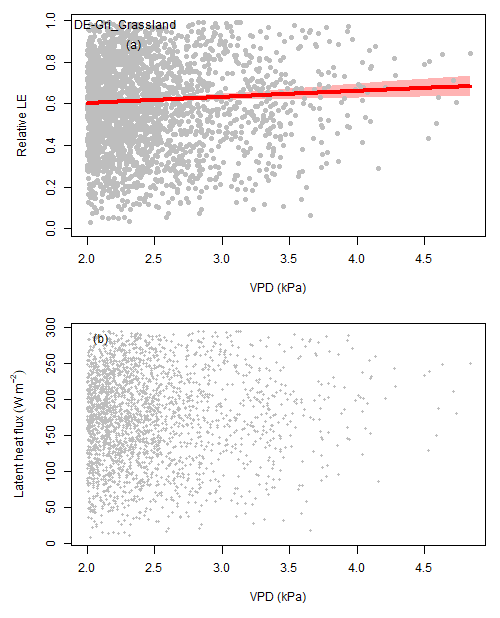 DE-Gri_Grassland
(a)
1.0
0.8
0.6
0.4
0.2
0.0
Relative LE
2.0 2.5 3.0 3.5 4.0 4.5
VPD (kPa)
(b)
300
250
200
150
100
50
0
Latent heat flux (W m⁻²)
2.0 2.5 3.0 3.5 4.0 4.5
VPD (kPa)